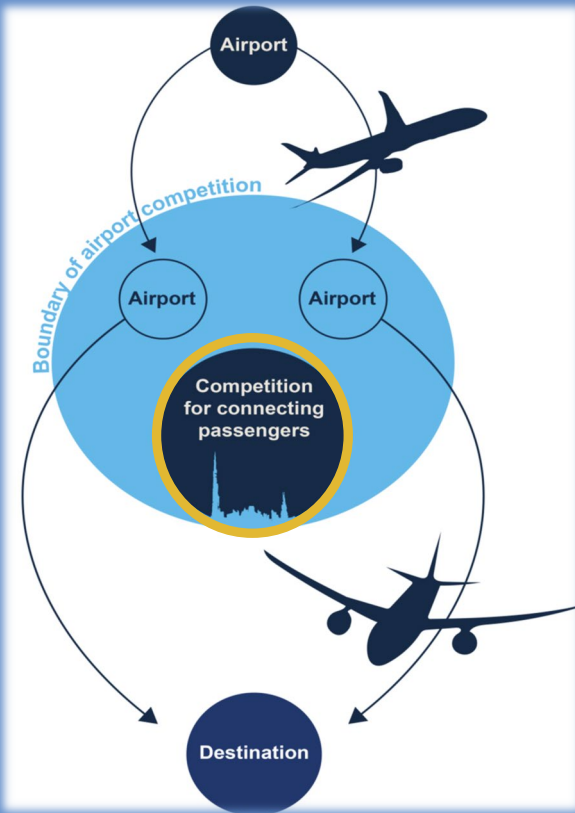 Airport
Boundary of airport competition
Airport
Airport
Competition
for connecting
passengers
Destination